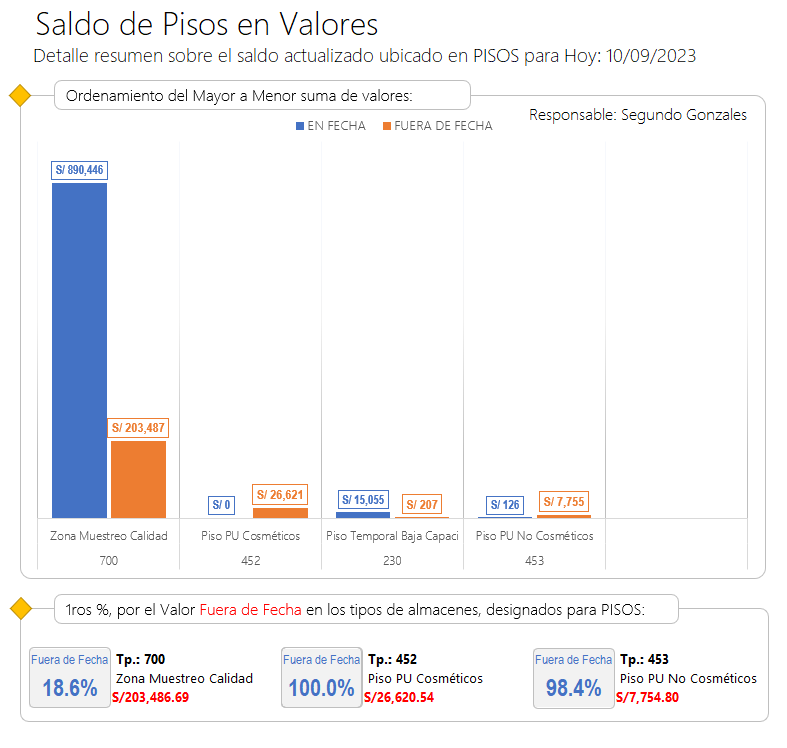 Saldo de Pisos en Valores
Detalle resumen sobre el saldo actualizado ubicado en PISOS para Hoy: 10/09/2023
Ordenamiento del Mayor a Menor suma de valores:
Responsable: Segundo Gonzales
EN FECHA FUERA DE FECHA
S/ 890,446
S/ 203,487
S/ 0
S/ 26,621
S/ 15,055
S/ 207
S/ 126
S/ 7,755
Zona Muestreo Calidad Piso PU Cosméticos Piso Temporal Baja Capaci Piso PU No Cosméticos
700 452 230 453
1ros %, por el Valor Fuera de Fecha en los tipos de almacenes, designados para PISOS:
Fuera de Fecha
18.6%
Tp.: 700
Zona Muestreo Calidad
S/203,486.69
Fuera de Fecha
100.0%
Tp.: 452
Piso PU Cosméticos
S/26,620.54
Fuera de Fecha
98.4%
Tp.: 453
Piso PU No Cosméticos
S/7,754.80